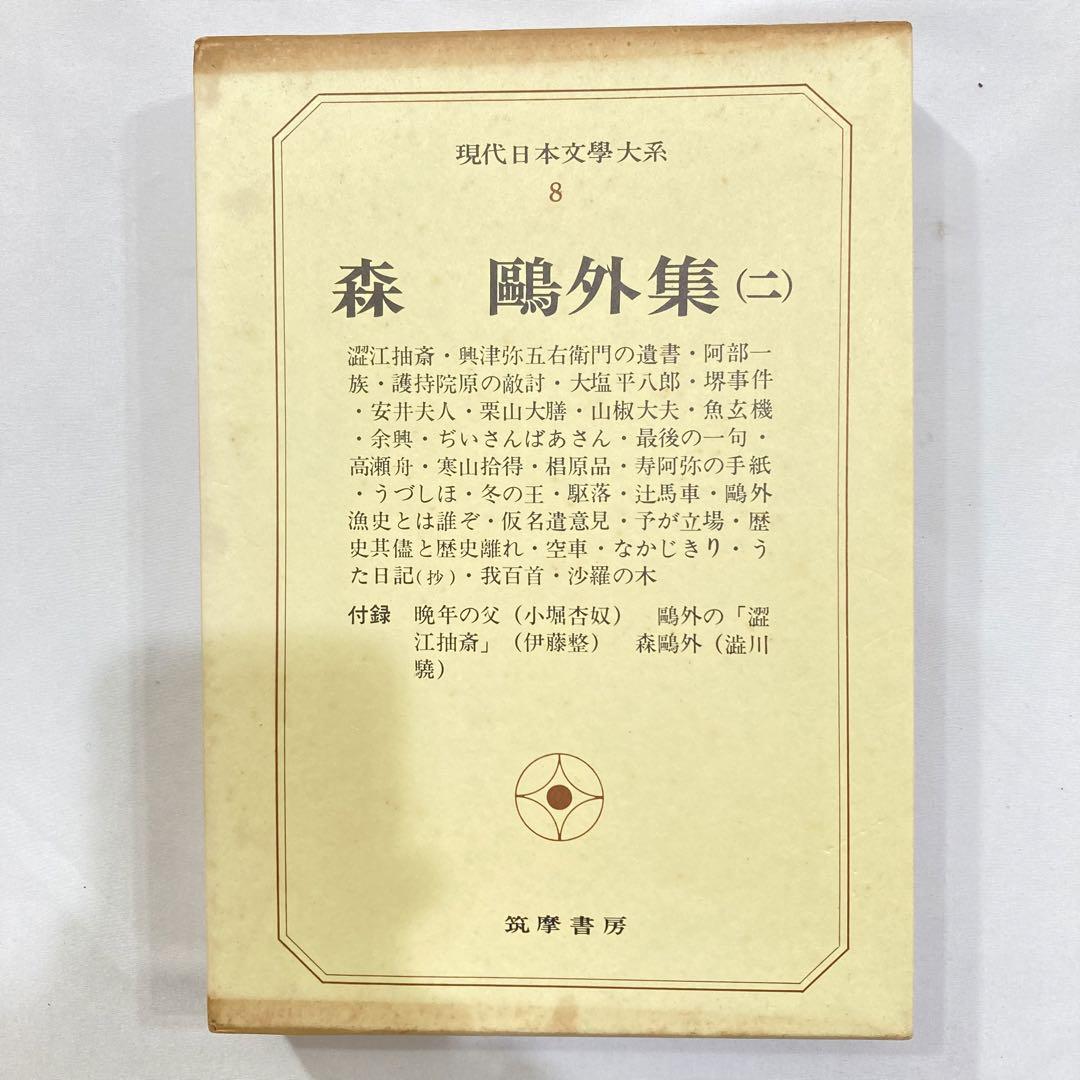 現代日本文學大系
8
森 鷗外集(二)
澀江抽斎・興津弥五右衛門の遺書・阿部一
族・護持院原の敵討・大塩平八郎・堺事件
・安井夫人・栗山大膳・山椒大夫・魚玄機
・余興・ぢいさんばあさん・最後の一句・
高瀬舟・寒山拾得・椙原品・寿阿弥の手紙
・うづしほ・冬の王・駆落・辻馬車・鷗外
漁史とは誰ぞ・仮名遣意見・予が立場・歴
史其儘と歴史離れ・空車・なかじきり・う
た日記(抄)・我百首・沙羅の木
付録 晩年の父(小堀杏奴) 鷗外の「澀
江抽斎」(伊藤整) 森鷗外(澁川
驍)
筑摩書房